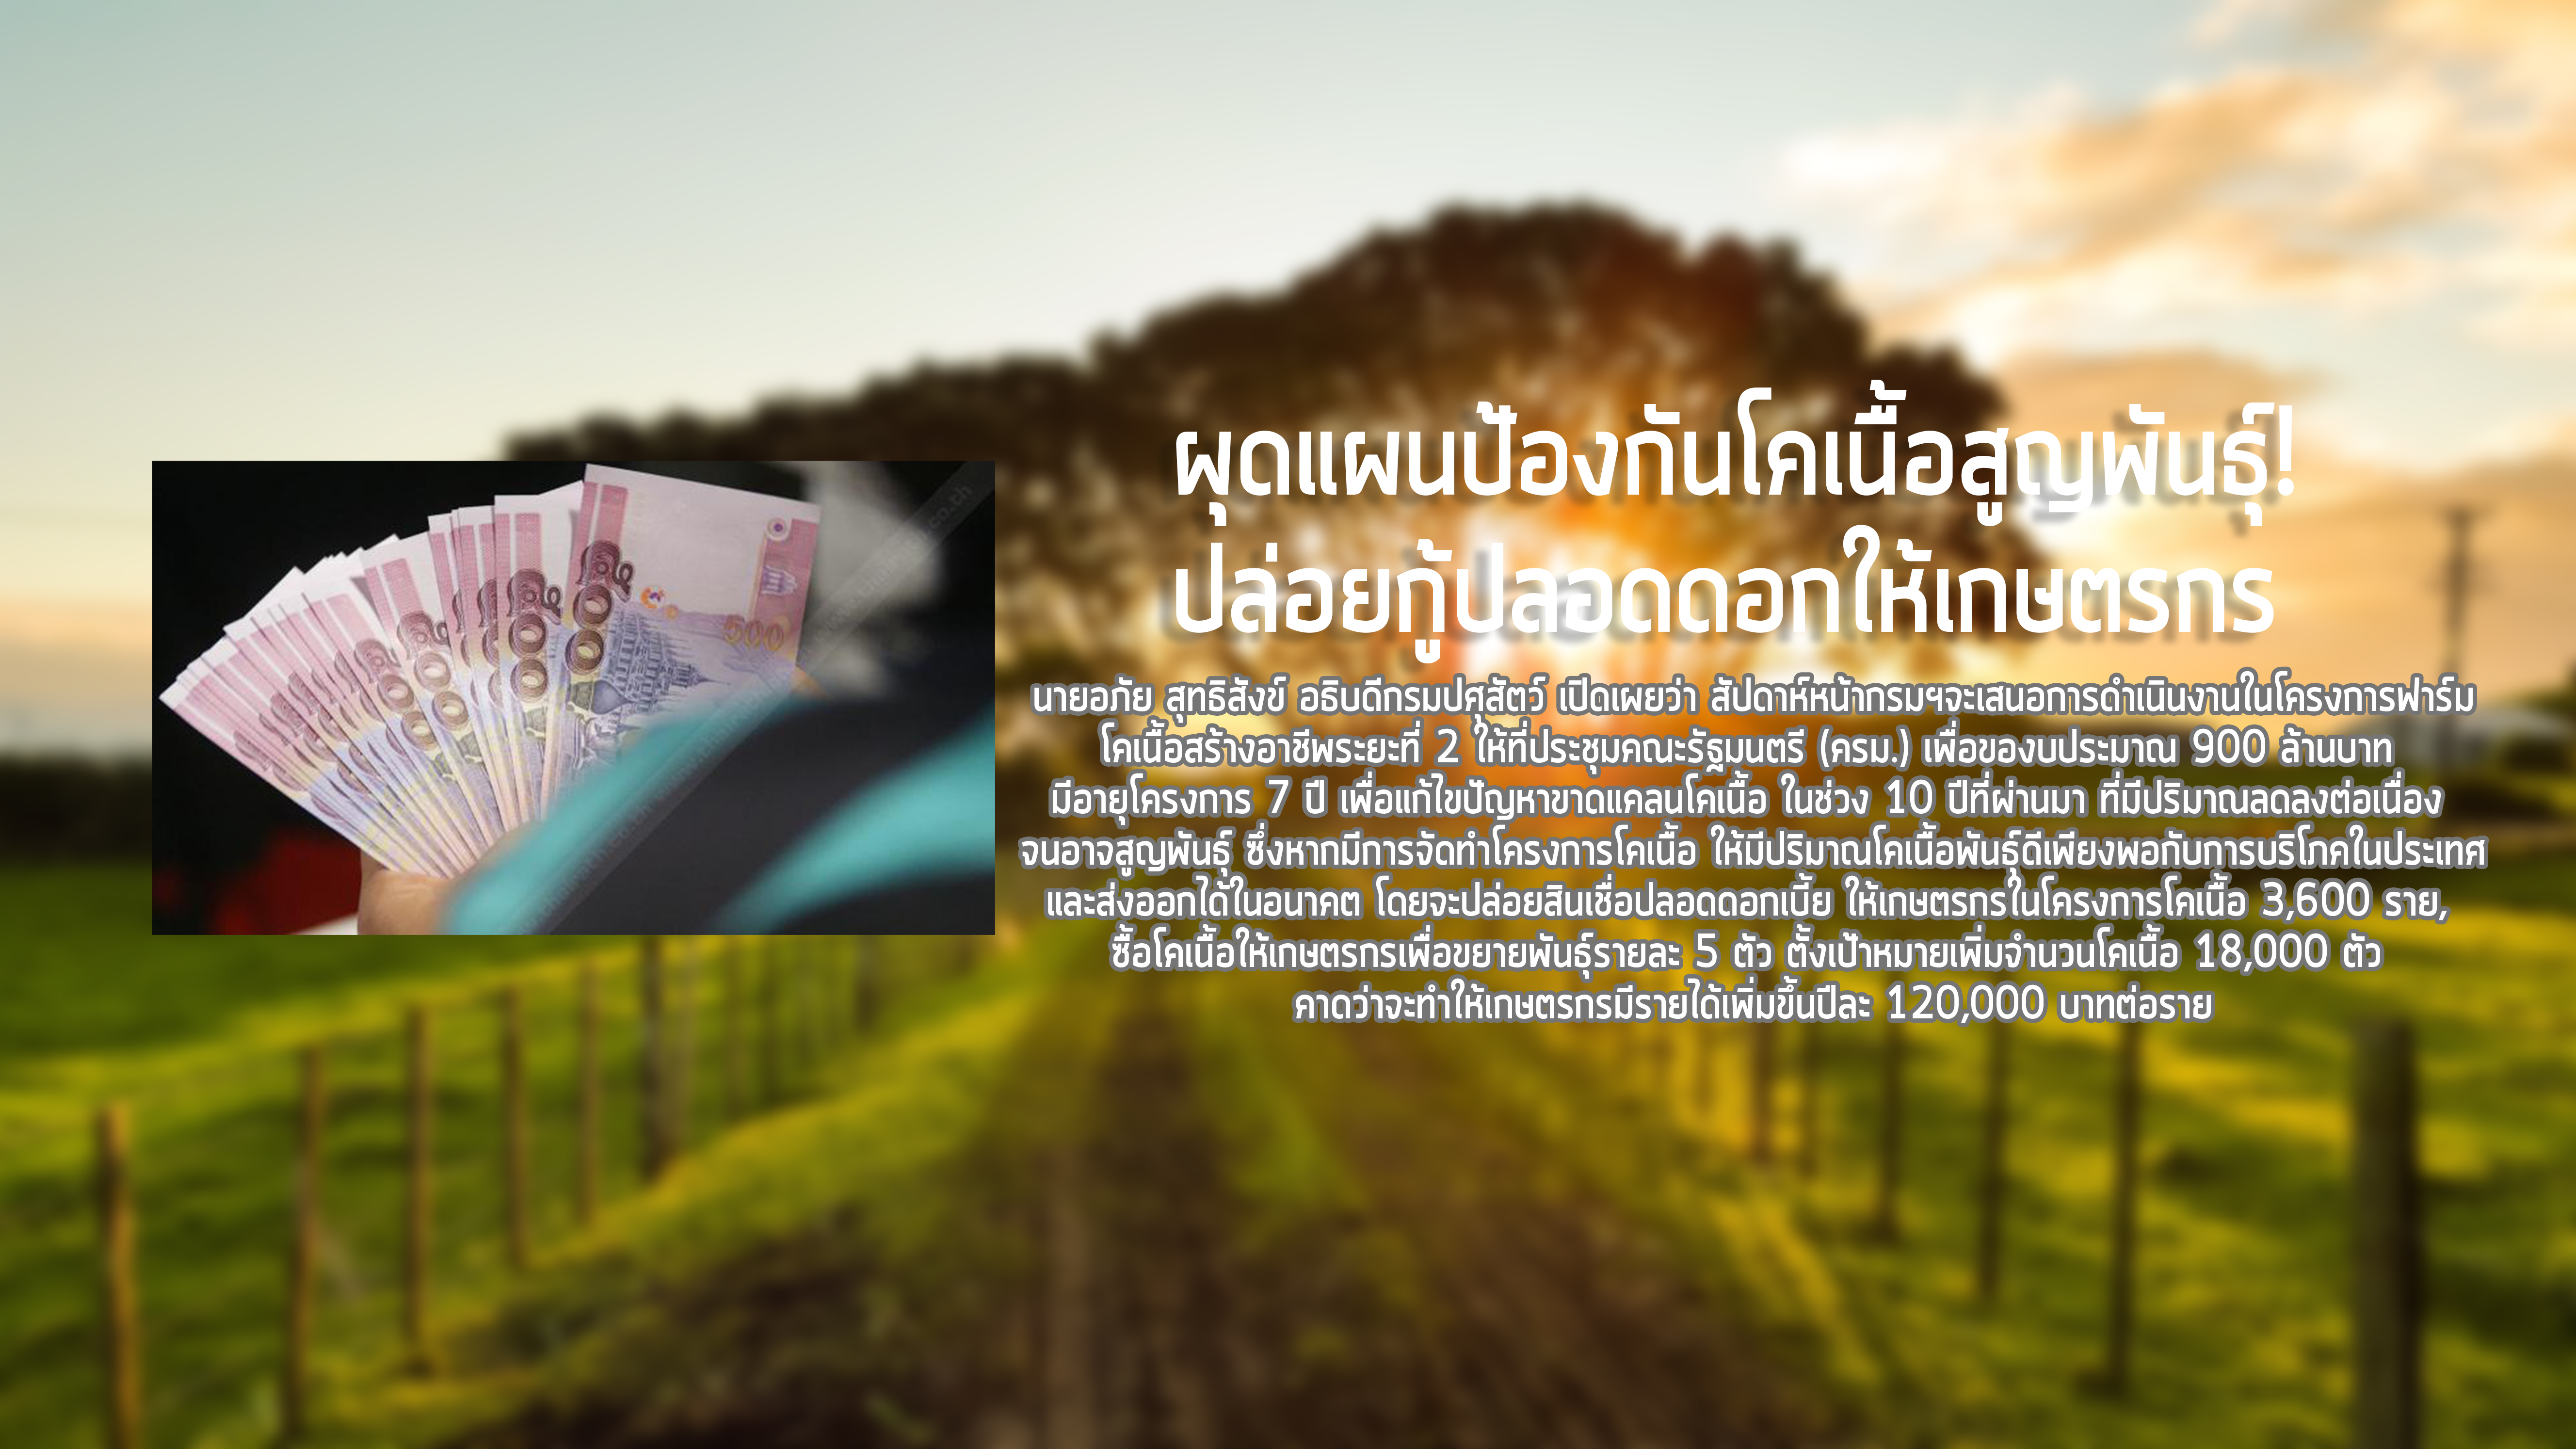 ผุดแผนป้องกันโคเนื้อสูญพันธุ์!
ปล่อยกู้ปลอดดอกให้เกษตรกร
นายอภัย สุทธิสังข์ อธิบดีกรมปศุสัตว์ เปิดเผยว่า สัปดาห์หน้ากรมฯจะเสนอการดำเนินงานในโครงการฟาร์ม
โคเนื้อสร้างอาชีพระยะที่ 2 ให้ที่ประชุมคณะรัฐมนตรี (ครม.) เพื่อของบประมาณ 900 ล้านบาท
มีอายุโครงการ 7 ปี เพื่อแก้ไขปัญหาขาดแคลนโคเนื้อ ในช่วง 10 ปีที่ผ่านมา ที่มีปริมาณลดลงต่อเนื่อง
จนอาจสูญพันธุ์ ซึ่งหากมีการจัดทำโครงการโคเนื้อ ให้มีปริมาณโคเนื้อพันธุ์ดีเพียงพอกับการบริโภคในประเทศ
และส่งออกได้ในอนาคต โดยจะปล่อยสินเชื่อปลอดดอกเบี้ย ให้เกษตรกรในโครงการโคเนื้อ 3,600 ราย,
ซื้อโคเนื้อให้เกษตรกรเพื่อขยายพันธุ์รายละ 5 ตัว ตั้งเป้าหมายเพิ่มจำนวนโคเนื้อ 18,000 ตัว
คาดว่าจะทำให้เกษตรกรมีรายได้เพิ่มขึ้นปีละ 120,000 บาทต่อราย
๕๐๐
๕๐๐
500